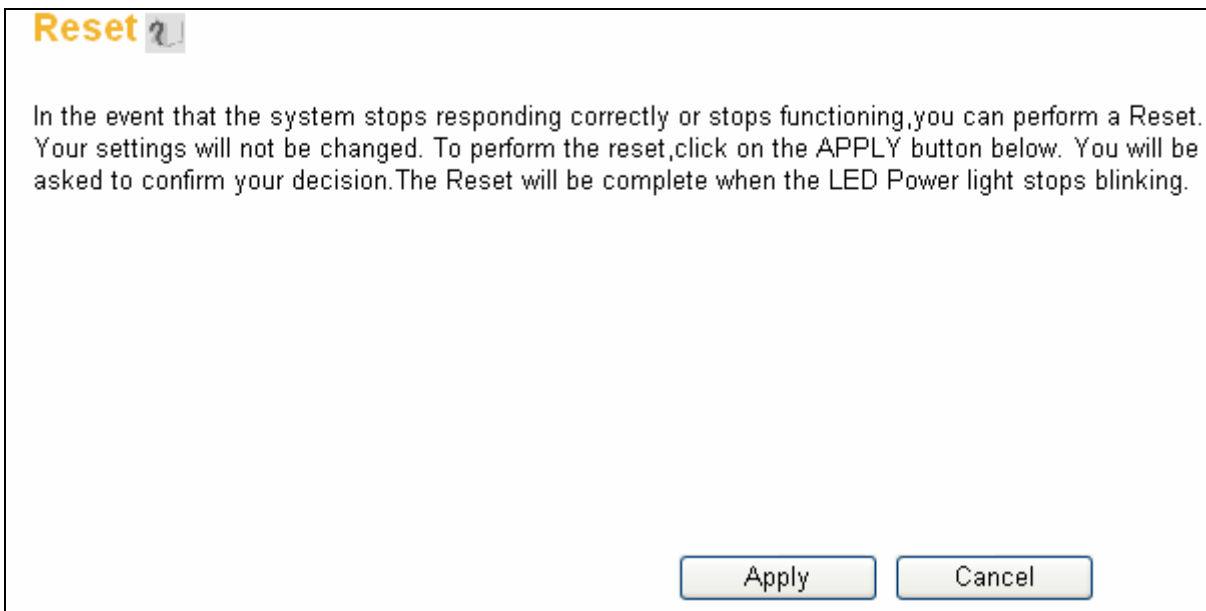 Reset
In the event that the system stops responding correctly or stops functioning,you can perform a Reset.
Your settings will not be changed. To perform the reset,click on the APPLY button below. You will be
asked to confirm your decision.The Reset will be complete when the LED Power light stops blinking.
Apply Cancel